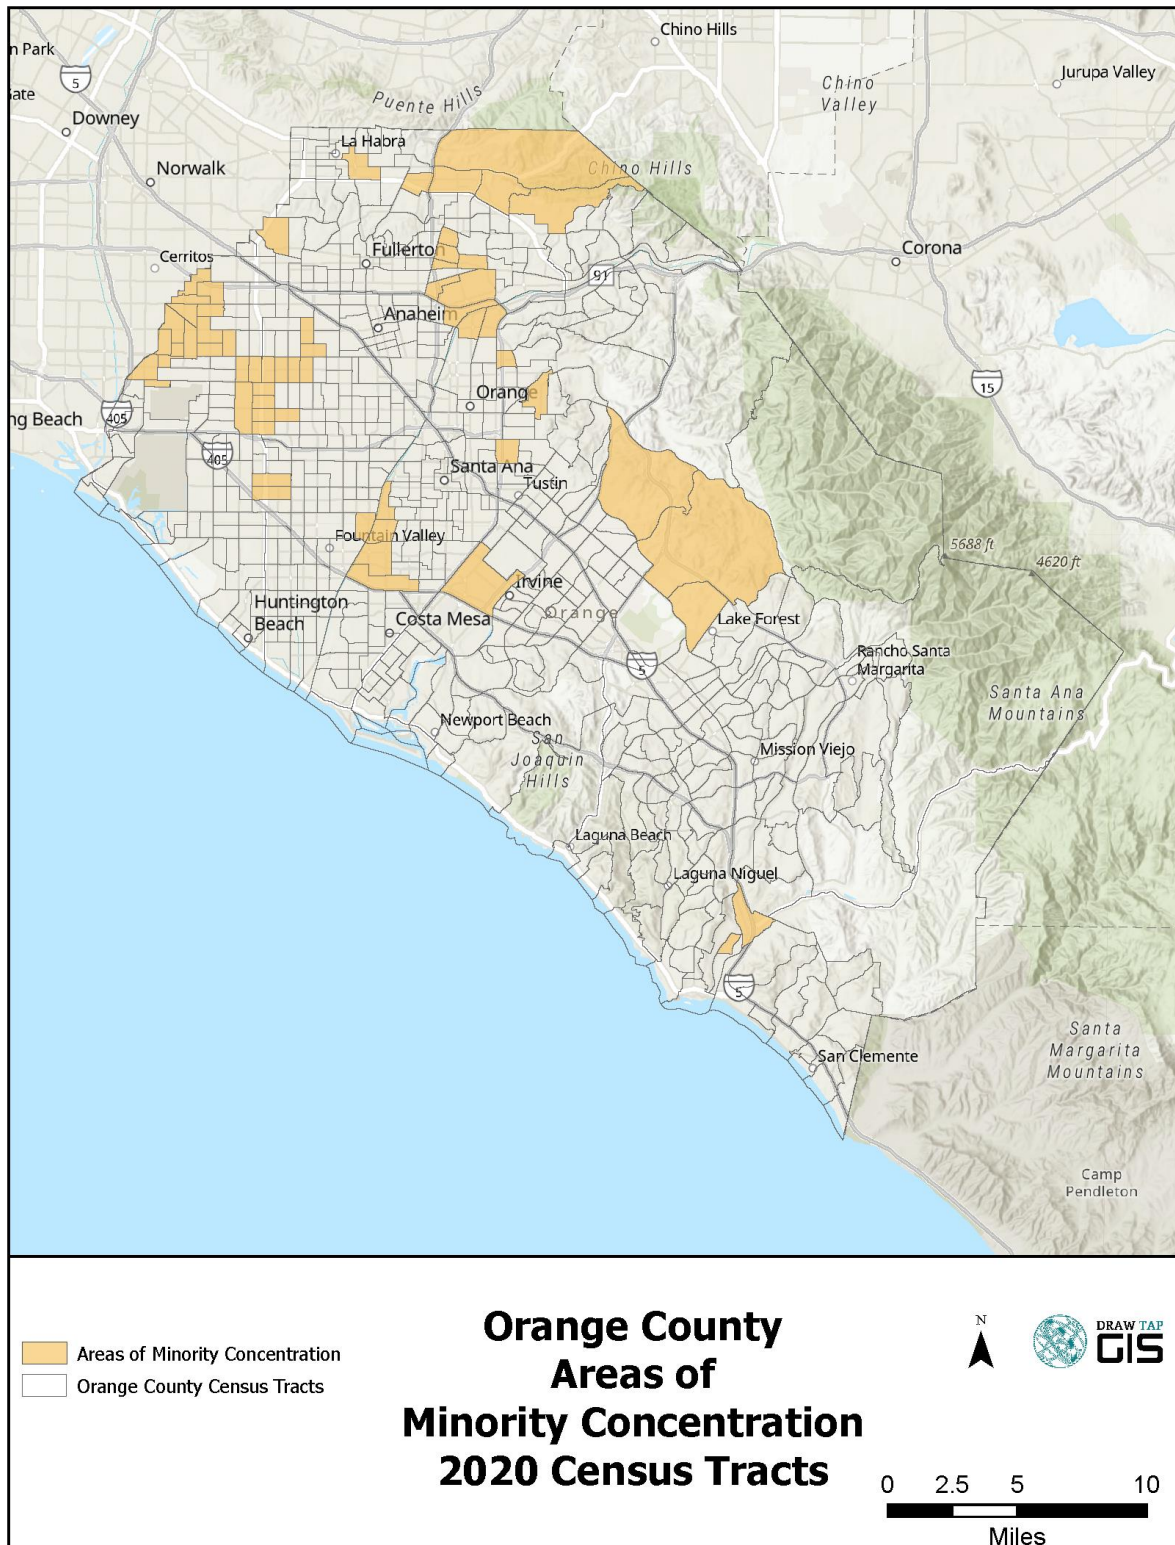 Chino Hills
n Park
5
Jurupa Valley
Chino
Valley
Gate
Puente Hills
Downey
La Habra
Norwalk
Chino Hills
Fullerton
Corona
Cerritos
91
Anaheim
15
Orange
405
ng Beach
405
Santa Ana
Tustin
Fountain Valley
5688 ft
4620 ft
Irvine
Huntington
Beach
Orange
Costa Mesa
Lake Forest
5
Rancho Santa
Margarita
Santa Ana
Mountains
Newport Beach
San
Joaquin
Hills
Mission Viejo
Laguna Beach
Laguna Niguel
5
San Clemente
Santa
Margarita
Mountains
Camp
Pendleton
Areas of Minority Concentration
Orange County Census Tracts
Orange County
Areas of
Minority Concentration
2020 Census Tracts
N
DRAW TAP
GIS
0 2.5 5 10
Miles